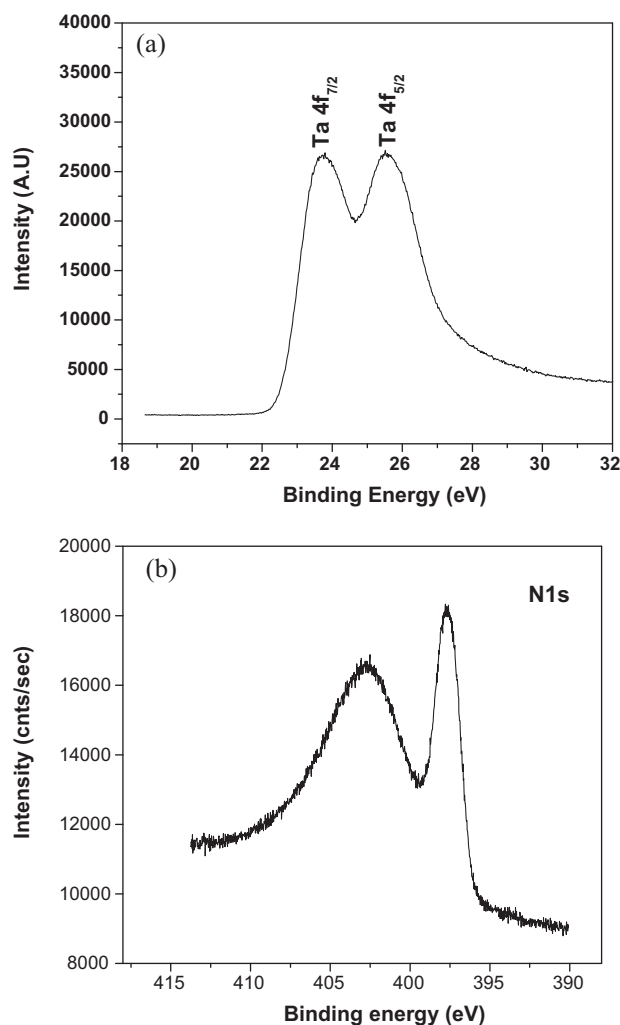 (a)
40000
35000
30000
25000
20000
15000
10000
5000
0
Intensity (A.U)
Ta 4f7/2
Ta 4f5/2
18 20 22 24 26 28 30 32
Binding Energy (eV)
(b)
N1s
20000
18000
16000
14000
12000
10000
8000
Intensity (cnts/sec)
415 410 405 400 395 390
Binding energy (eV)